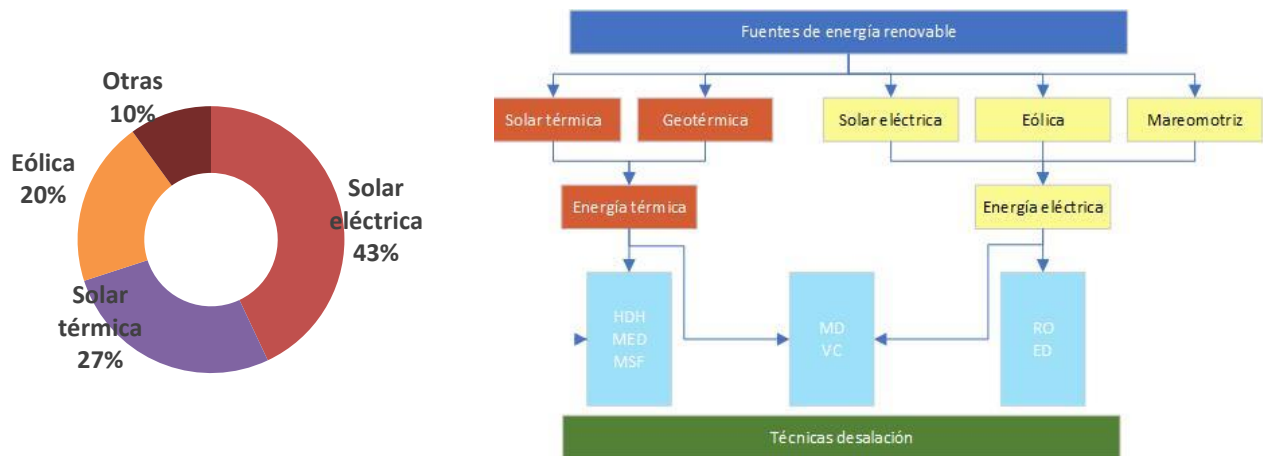 Otras
10%
Eólica
20%
Solar
eléctrica
43%
Solar
térmica
27%
Fuentes de energía renovable
Solar térmica
Geotérmica
Solar eléctrica
Eólica
Mareomotriz
Energía térmica
Energía eléctrica
HDH
MED
MSF
MD
VC
RO
ED
Técnicas desalación